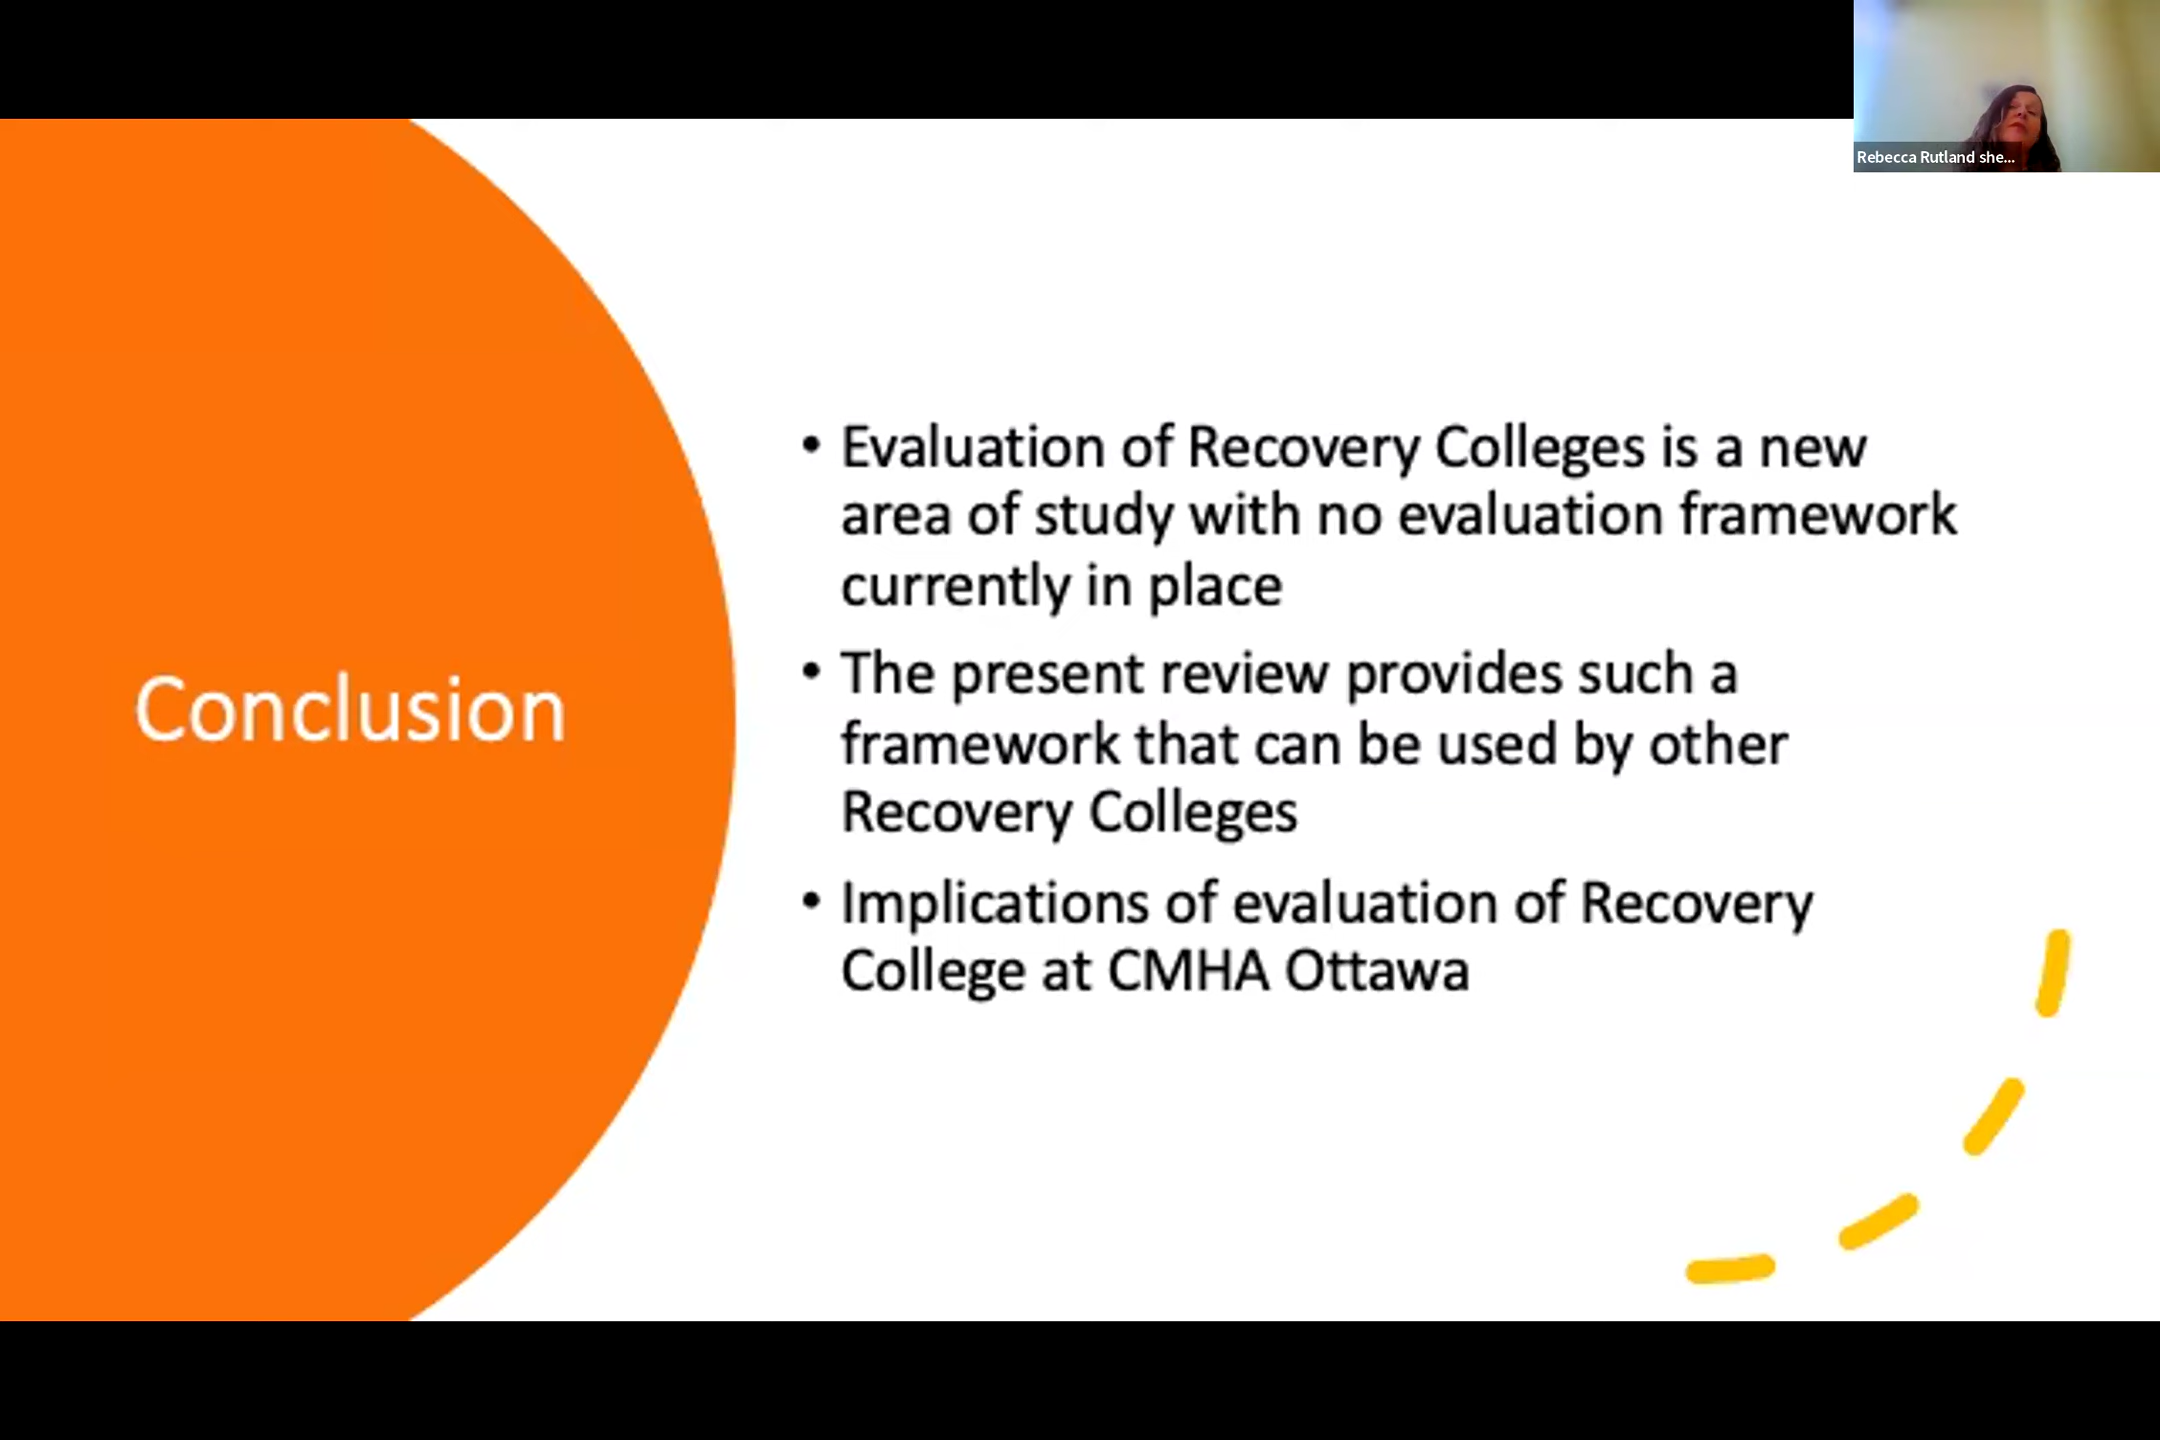 Rebecca Rutland she...
Conclusion
• Evaluation of Recovery Colleges is a new
area of study with no evaluation framework
currently in place
• The present review provides such a
framework that can be used by other
Recovery Colleges
• Implications of evaluation of Recovery
College at CMHA Ottawa